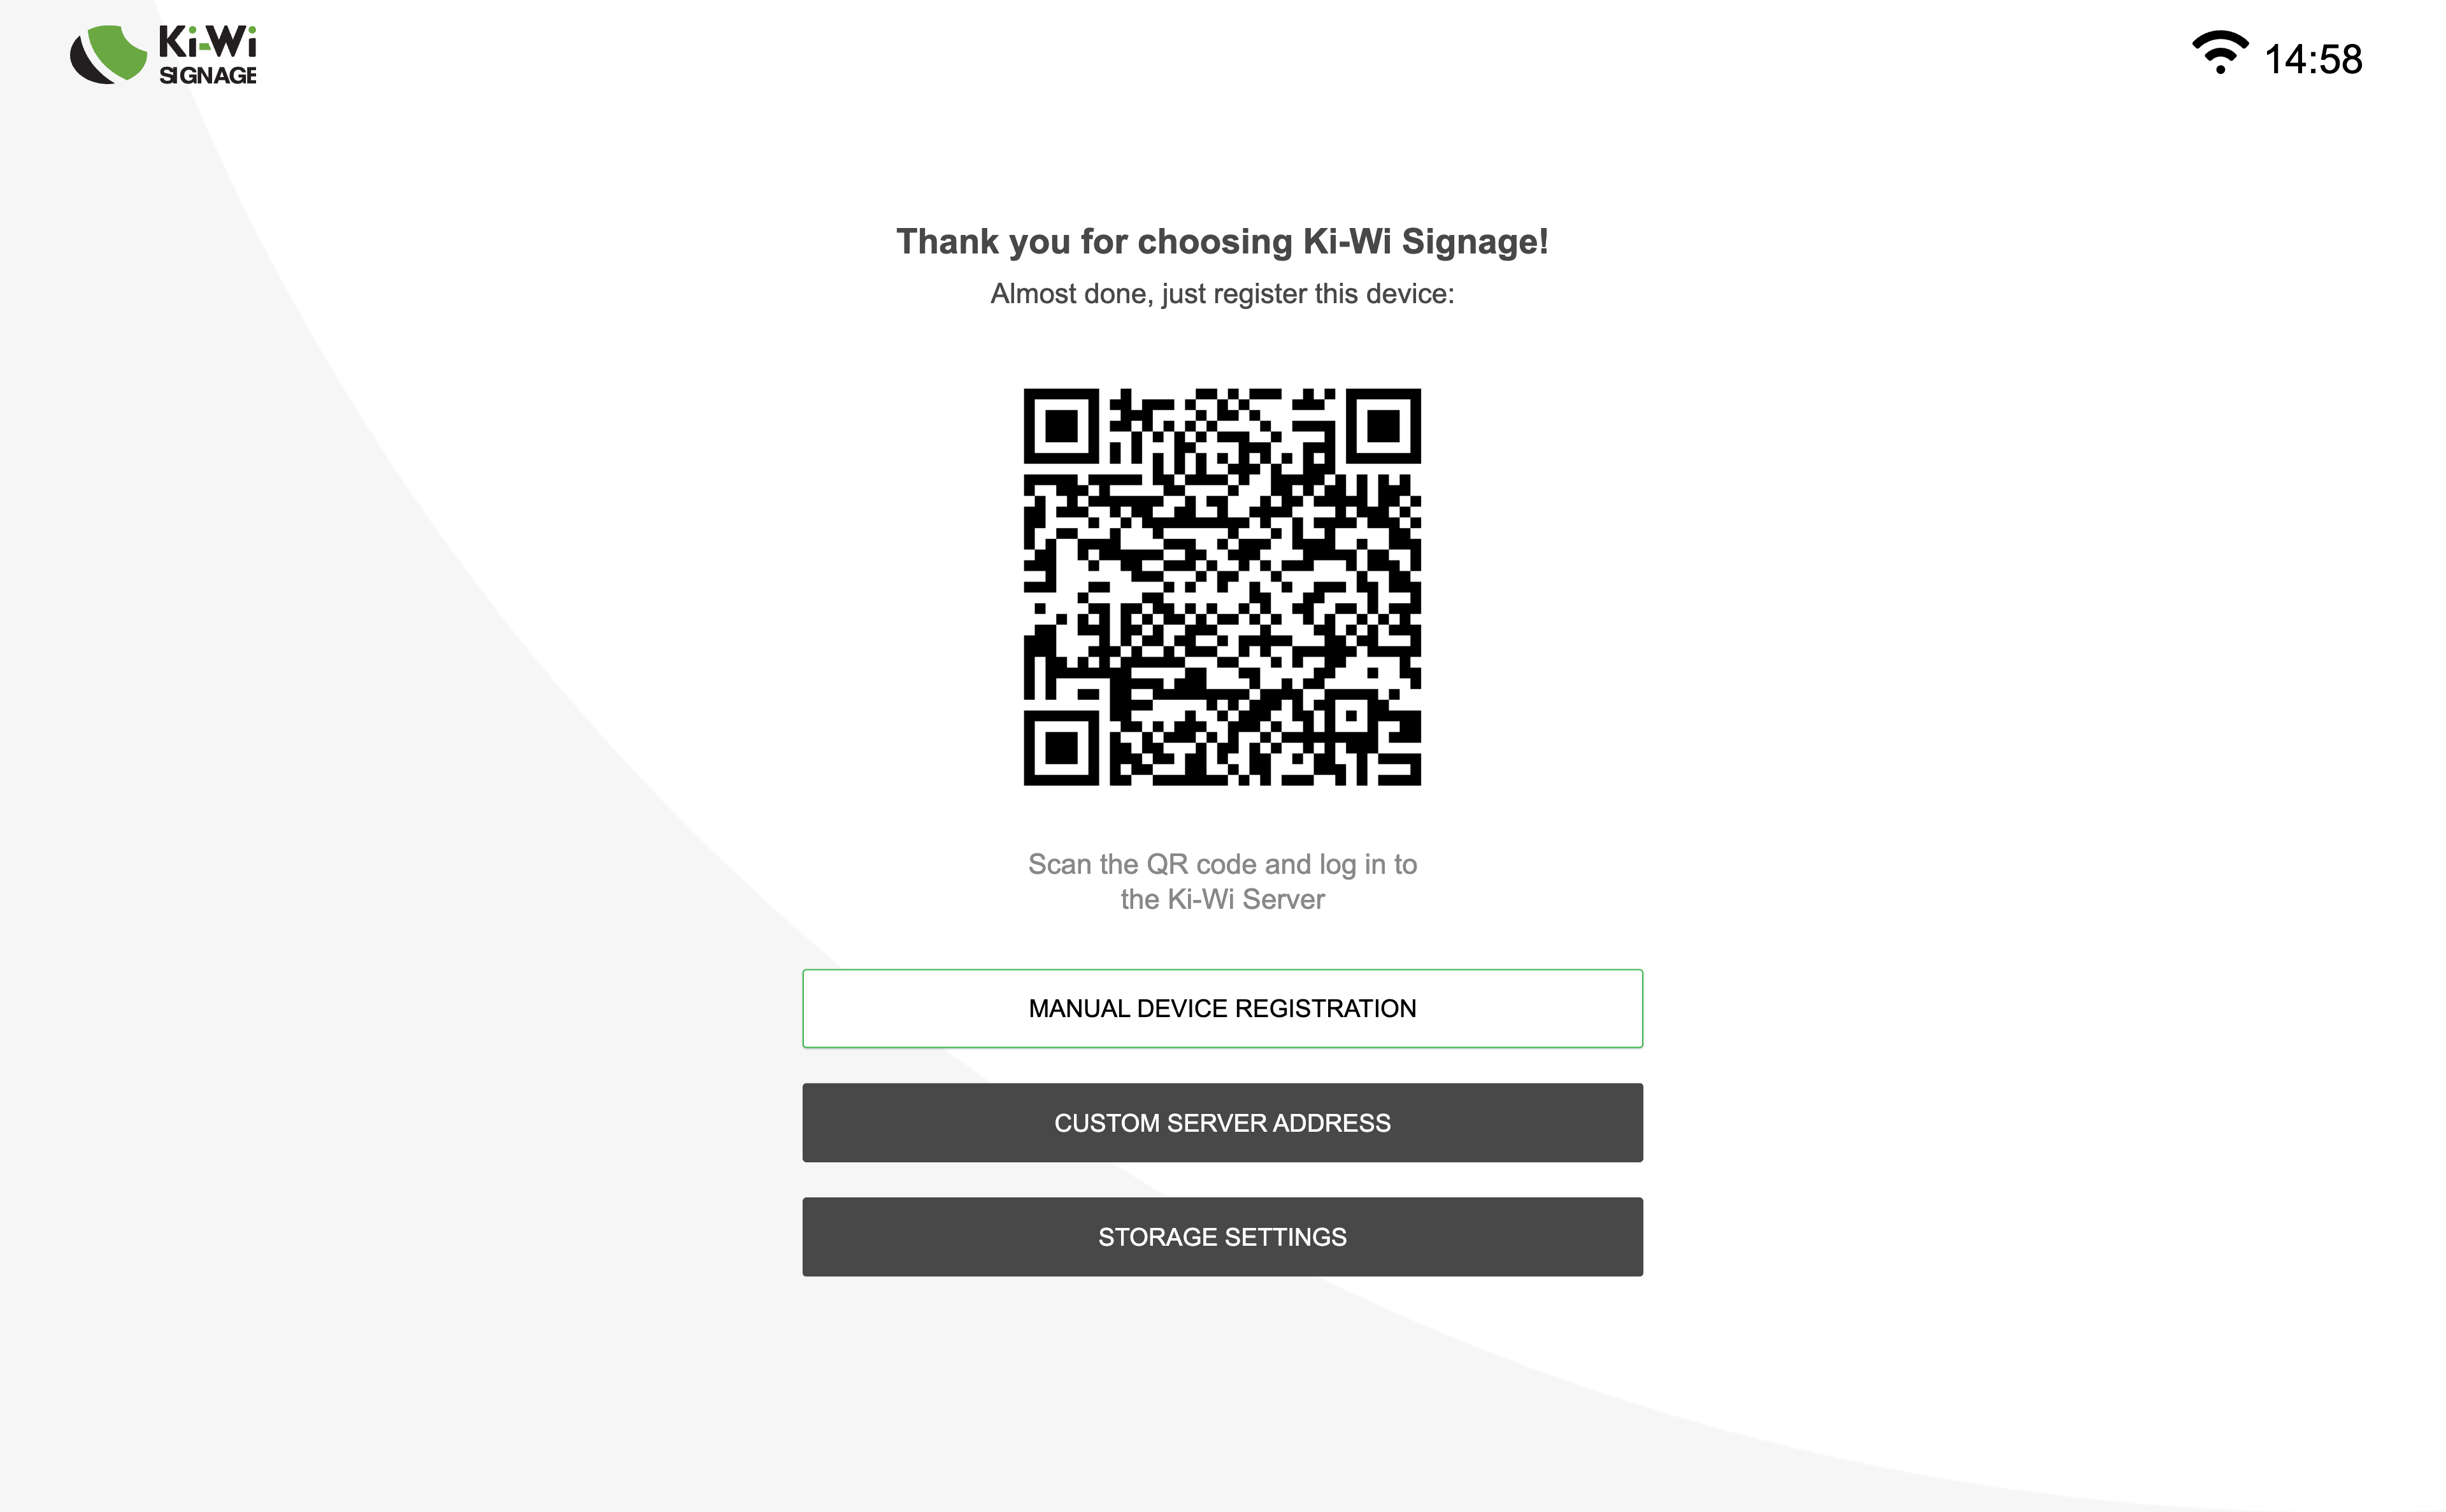 Ki-Wi
SIGNAGE
14:58
Thank you for choosing Ki-Wi Signage!
Almost done, just register this device:
Scan the QR code and log in to
the Ki-Wi Server
MANUAL DEVICE REGISTRATION
CUSTOM SERVER ADDRESS
STORAGE SETTINGS